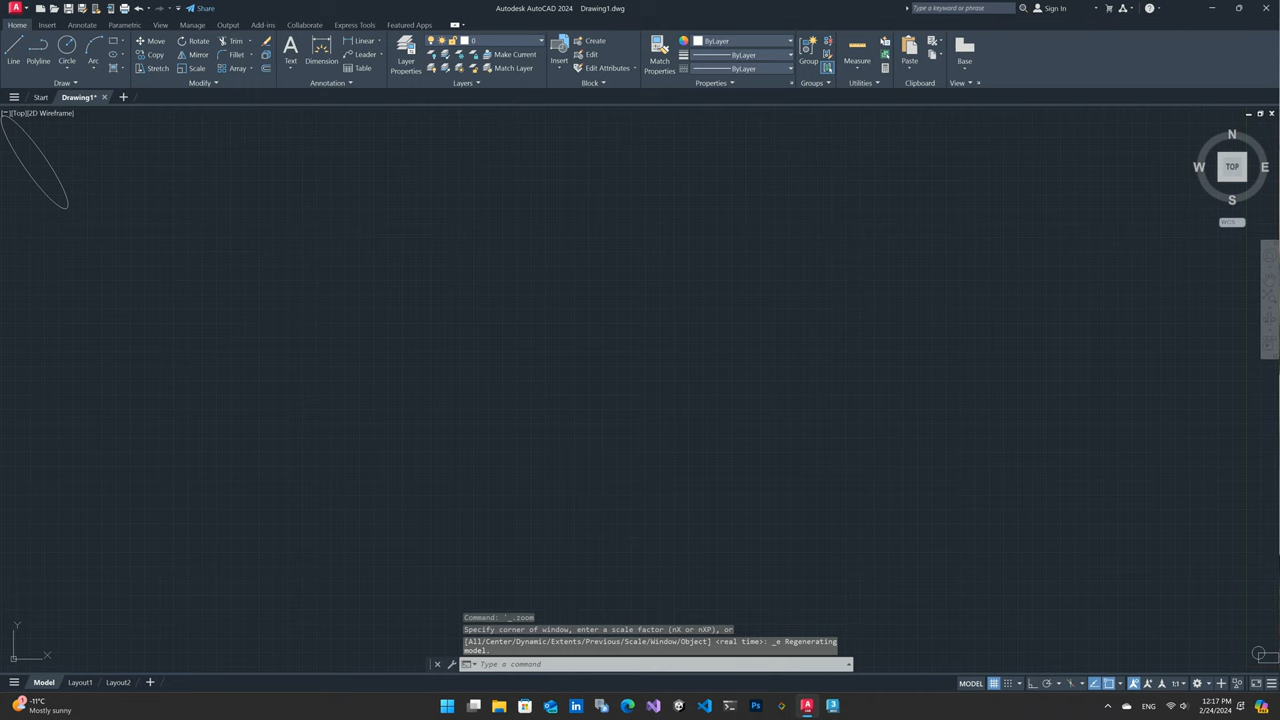 Share
Autodesk AutoCAD 2024 Drawing1.dwg
Type a keyword or phrase
Sign In
Home Insert Annotate Parametric View Manage Output Add-ins Collaborate Express Tools Featured Apps
Line
Polyline
Circle
Arc
Draw
Move
Rotate
Trim
Copy
Mirror
Fillet
Stretch
Scale
Array
Modify
Text
Dimension
Linear
Leader
Table
Annotation
Layer
Properties
0
Make Current
Match Layer
Layers
Insert
Create
Edit
Edit Attributes
Block
Match
Properties
ByLayer
ByLayer
ByLayer
Properties
Group
Groups
Measure
Utilities
Paste
Clipboard
Base
View
Start
Drawing1*
[−][Top][2D Wireframe]
N
W
TOP
E
S
WCS
Y
X
Command: '_.zoom
Specify corner of window, enter a scale factor (nX or nXP), or
[All/Center/Dynamic/Extents/Previous/Scale/Window/Object] <real time>: _e Regenerating
model.
Type a command
Model Layout1 Layout2
MODEL
1:1
-11°C
Mostly sunny
ENG
12:17 PM
2/24/2024